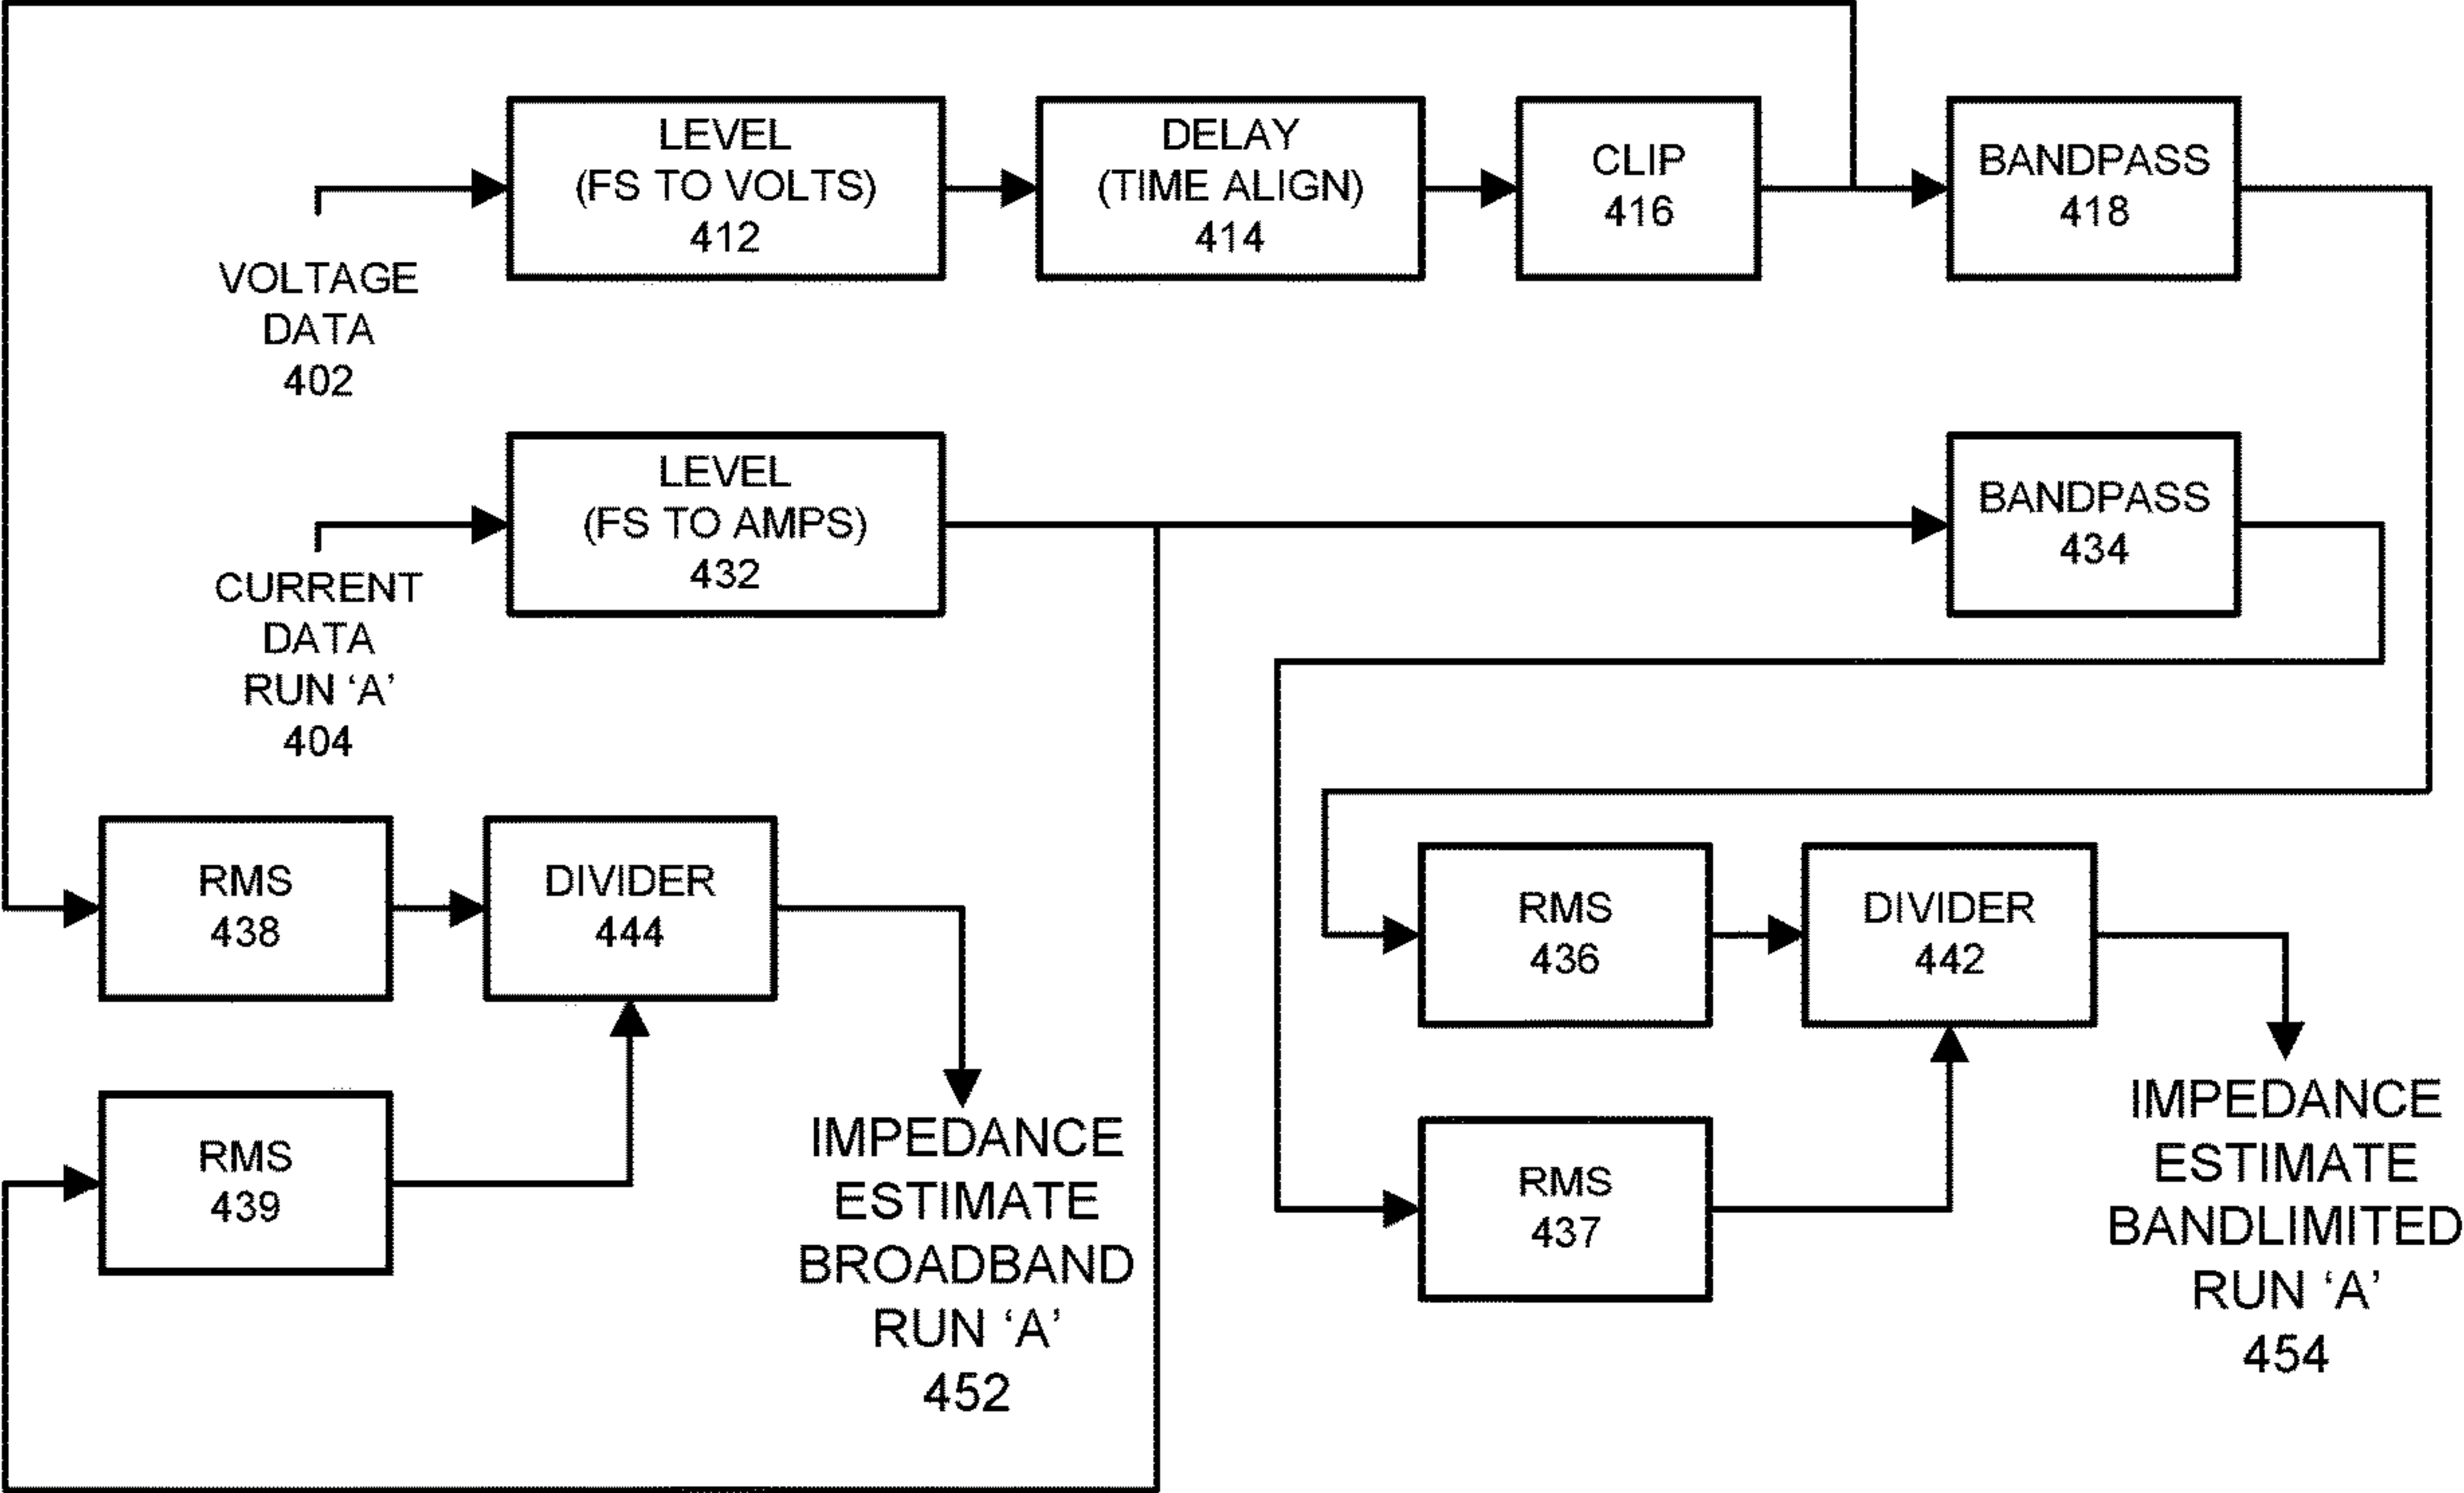 LEVEL
(FS TO VOLTS)
412
DELAY
(TIME ALIGN)
414
CLIP
416
BANDPASS
418
VOLTAGE
DATA
402
LEVEL
(FS TO AMPS)
432
BANDPASS
434
CURRENT
DATA
RUN ‘A’
404
RMS
438
DIVIDER
444
RMS
436
DIVIDER
442
RMS
439
IMPEDANCE
ESTIMATE
BROADBAND
RUN ‘A’
452
RMS
437
IMPEDANCE
ESTIMATE
BANDLIMITED
RUN ‘A’
454